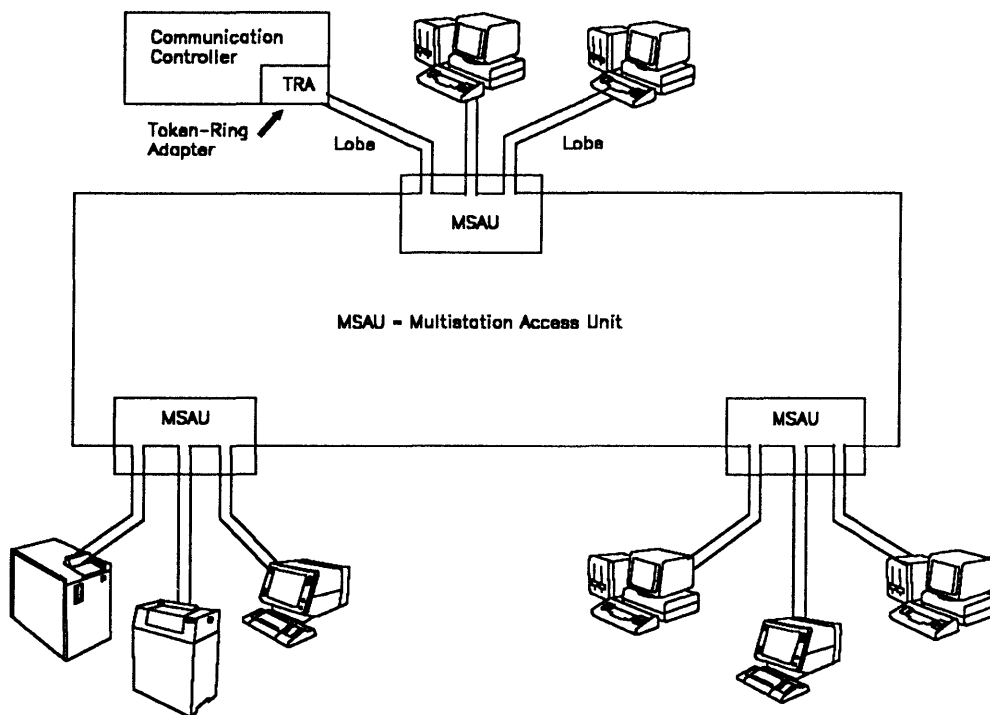 Communication
Controller
TRA
Token-Ring
Adapter
Lobe
Lobe
MSAU
MSAU = Multistation Access Unit
MSAU
MSAU